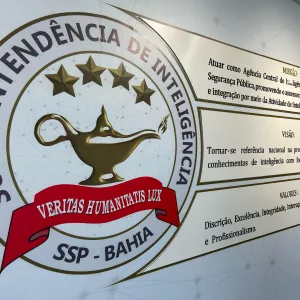 SUPERINTENDÊNCIA DE INTELIGÊNCIA
VERITAS HUMANITATIS LUX
SSP - BAHIA
MISSÃO
Atuar como Agência Central de
Segurança Pública, promovendo o
e integração por meio da Atividade de
VISÃO
Tornar-se referência nacional na
conhecimentos de inteligência com
VALORES:
Discrição, Excelência, Integridade,
e Profissionalismo